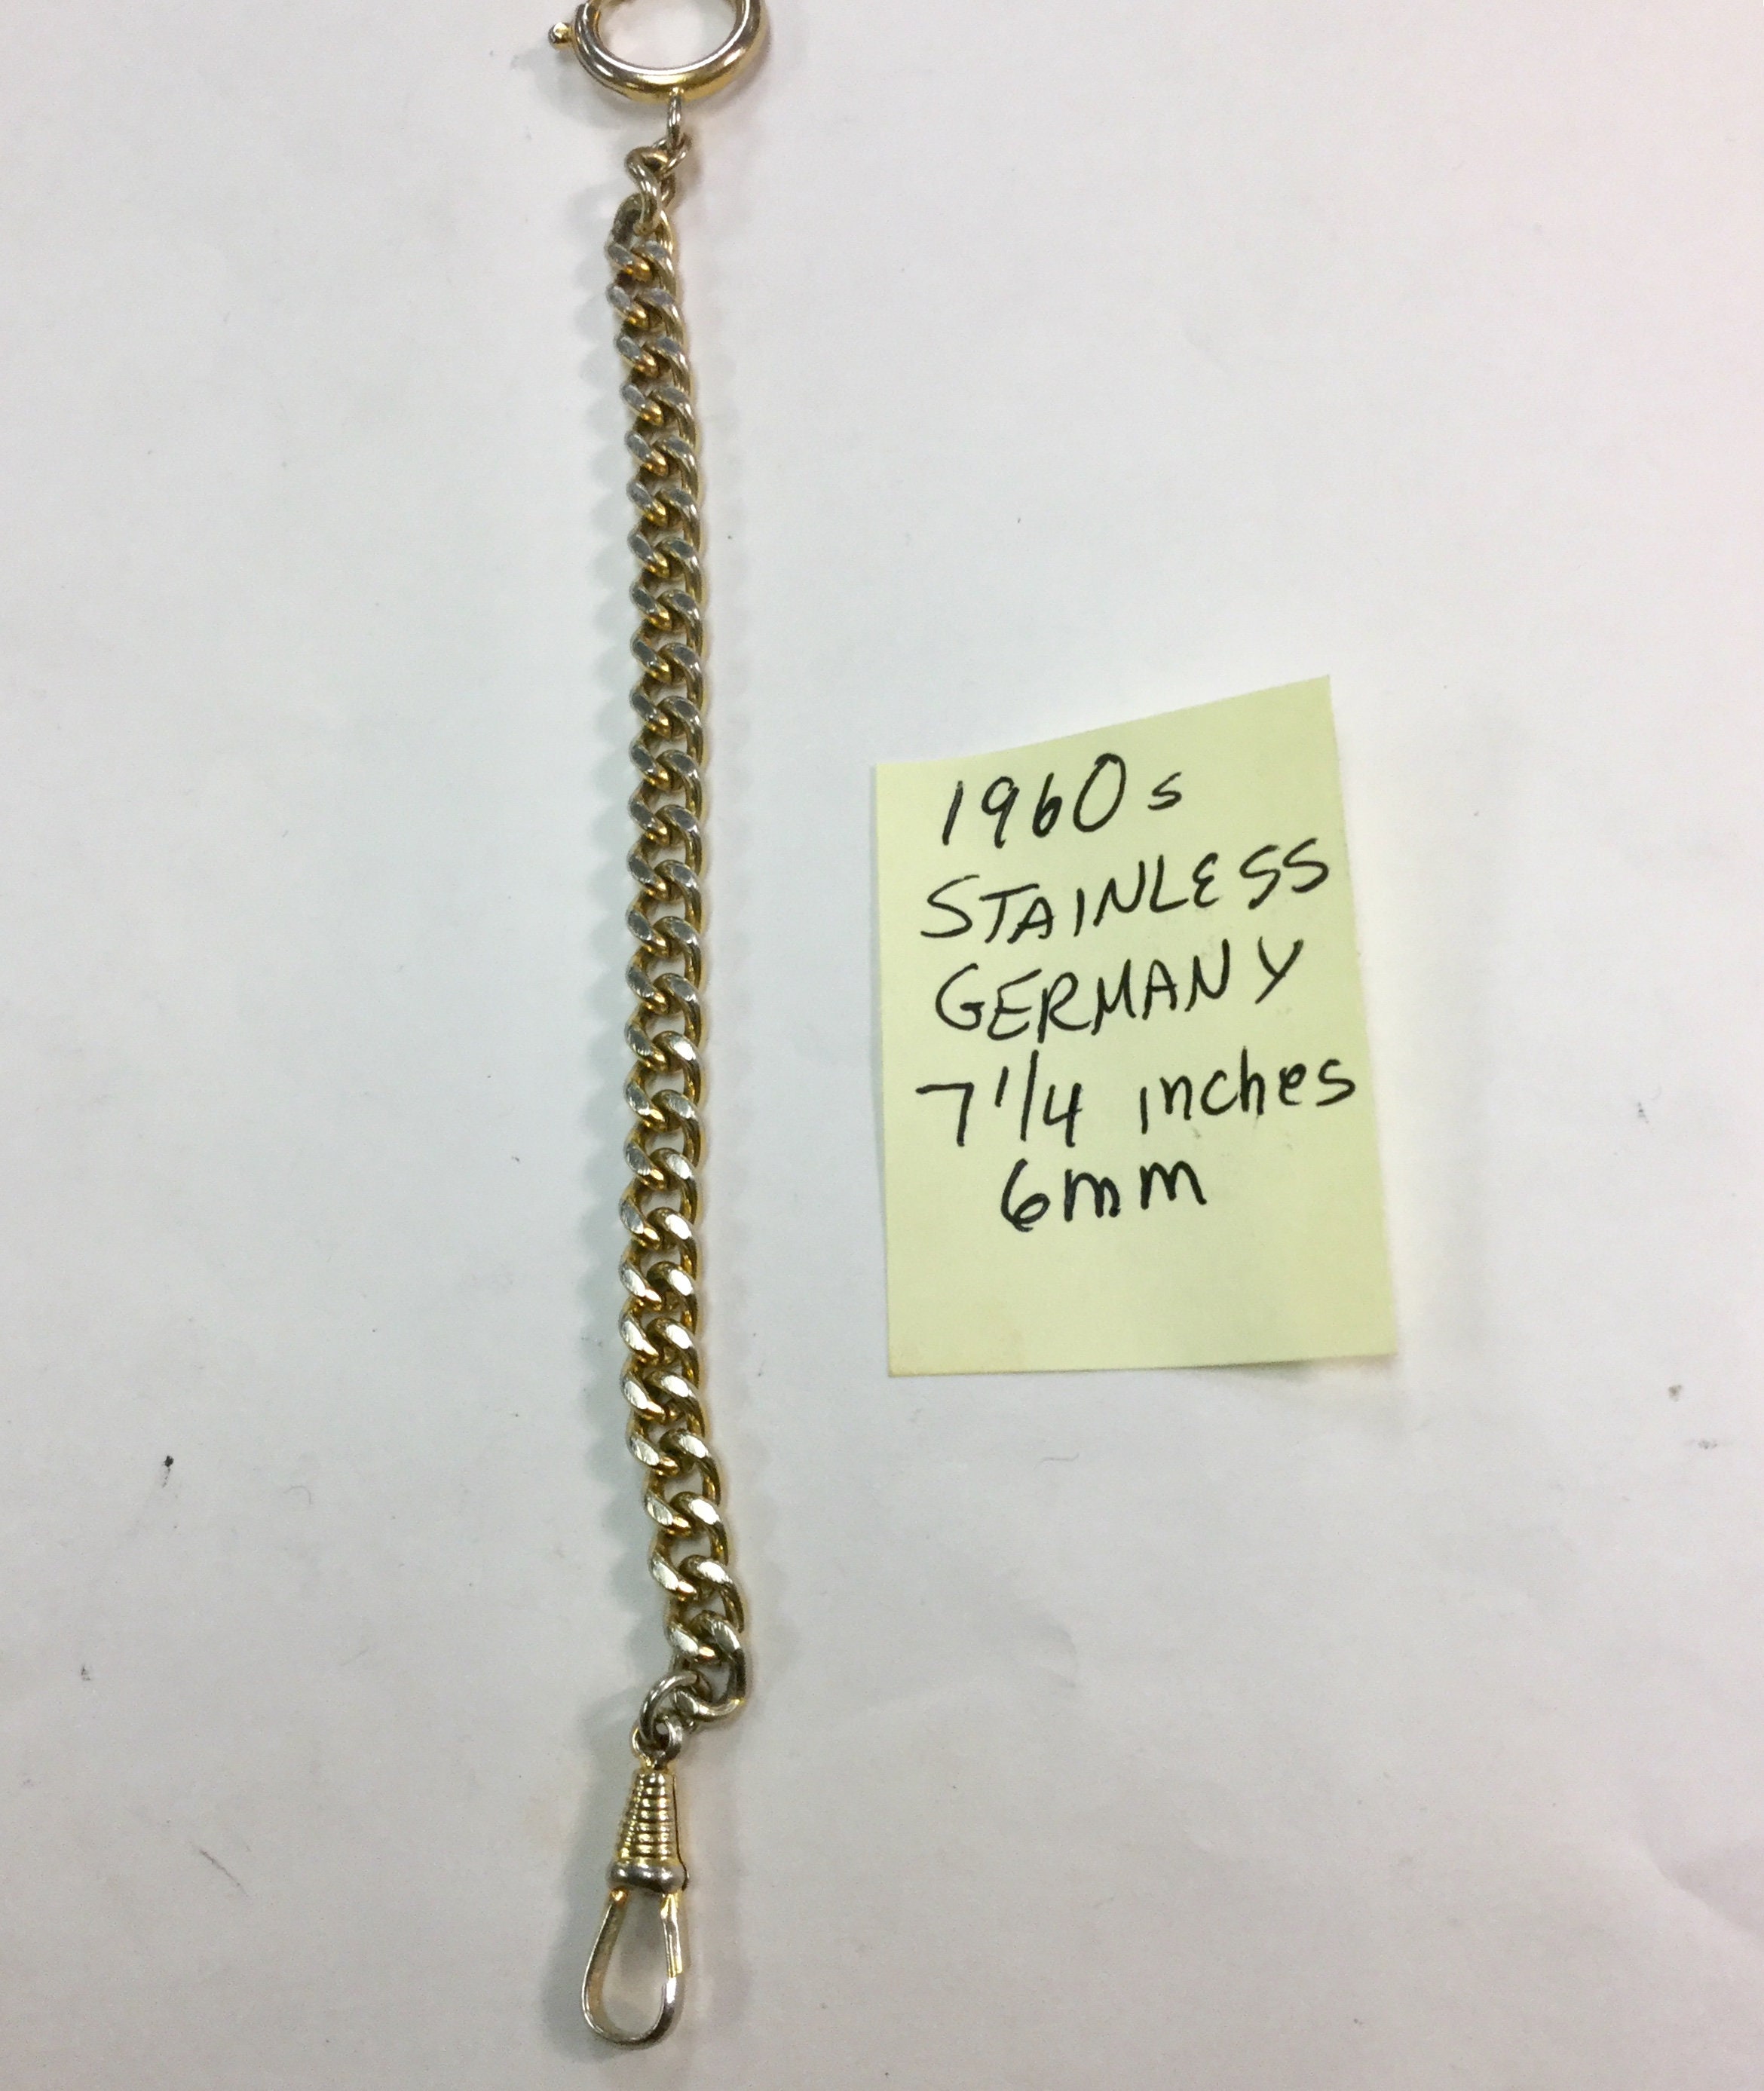 1960s
STAINLESS
GERMANY
7 1/4 inches
6mm